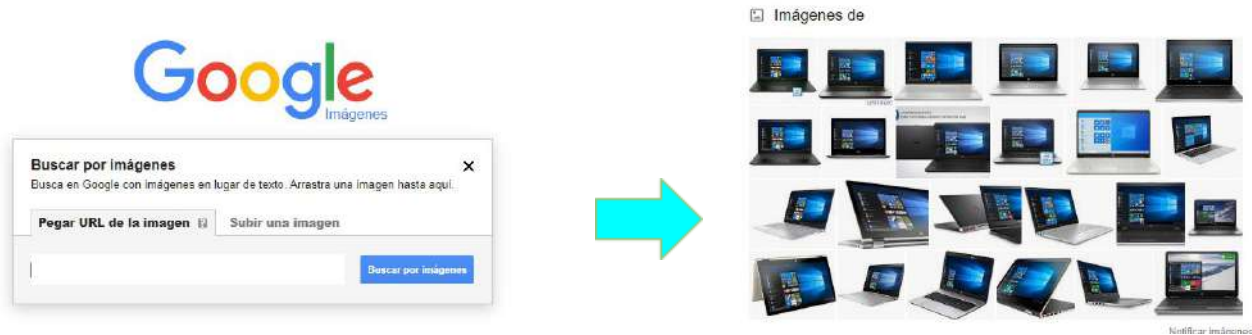 Google
Imágenes
Buscar por imágenes
×
Busca en Google con imágenes en lugar de texto. Arrastra una imagen hasta aquí.
Pegar URL de la imagen
Subir una imagen
Buscar por imágenes
Imágenes de
Notificar imágenes